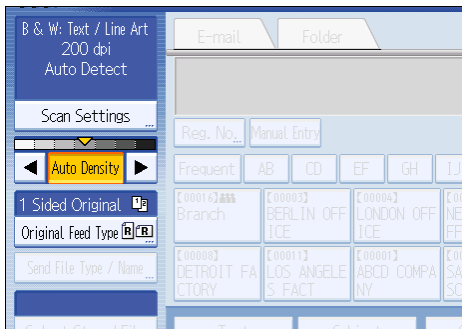 B & W: Text / Line Art
200 dpi
Auto Detect
Scan Settings
Auto Density
1 Sided Original
Original Feed Type
Send File Type / Name
E-mail
Folder
Reg. No.
Manual Entry
Frequent
AB
CD
EF
GH
IJ
[00016]
Branch
[00003]
BERLIN OFF
ICE
[00004]
LONDON OFF
ICE
[00008]
DETROIT FA
CTORY
[00011]
LOS ANGELE
S FACT
[00001]
ABCD COMPA
NY